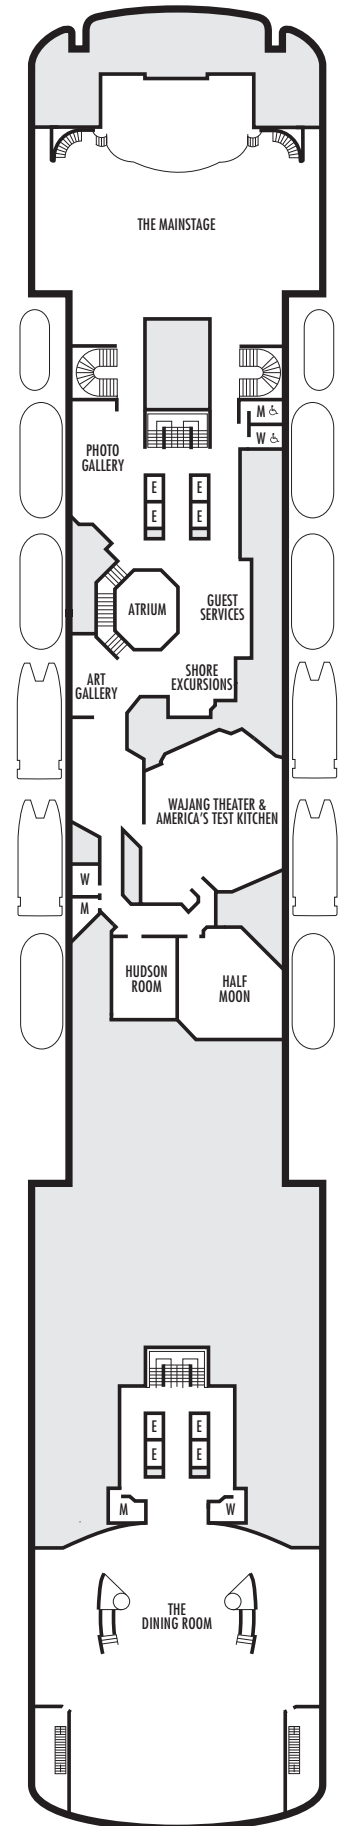 THE MAINSTAGE
M
W
PHOTO
GALLERY
E E
E E
ATRIUM
GUEST
SERVICES
ART
GALLERY
SHORE
EXCURSIONS
WAJANG THEATER &
AMERICA'S TEST KITCHEN
W
M
HUDSON
ROOM
HALF
MOON
E E
E E
M W
THE
DINING ROOM